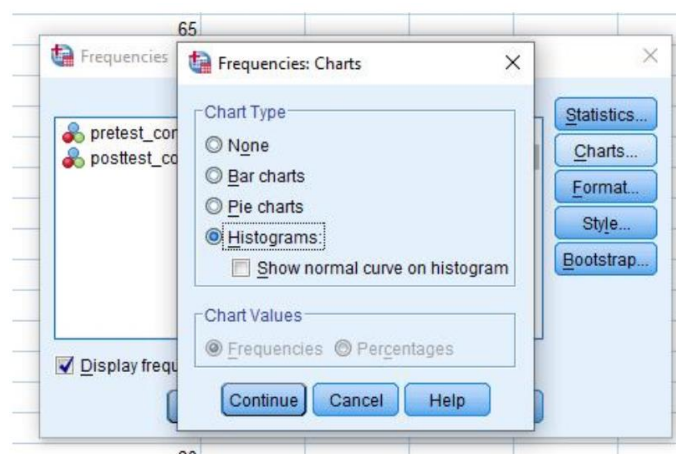 65
Frequencies
Frequencies: Charts
pretest_con
posttest_co
Chart Type
None
Bar charts
Pie charts
Histograms:
Show normal curve on histogram
Chart Values
Frequencies Percentages
Continue Cancel Help
Statistics...
Charts...
Format...
Style...
Bootstrap...
Display frequ